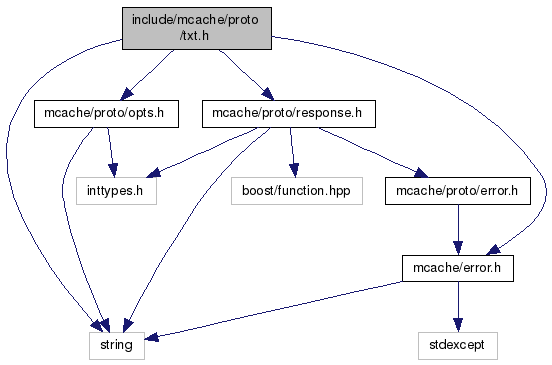 include/mcache/proto
/txt.h
mcache/proto/opts.h
mcache/proto/response.h
inttypes.h
boost/function.hpp
mcache/proto/error.h
mcache/error.h
string
stdexcept